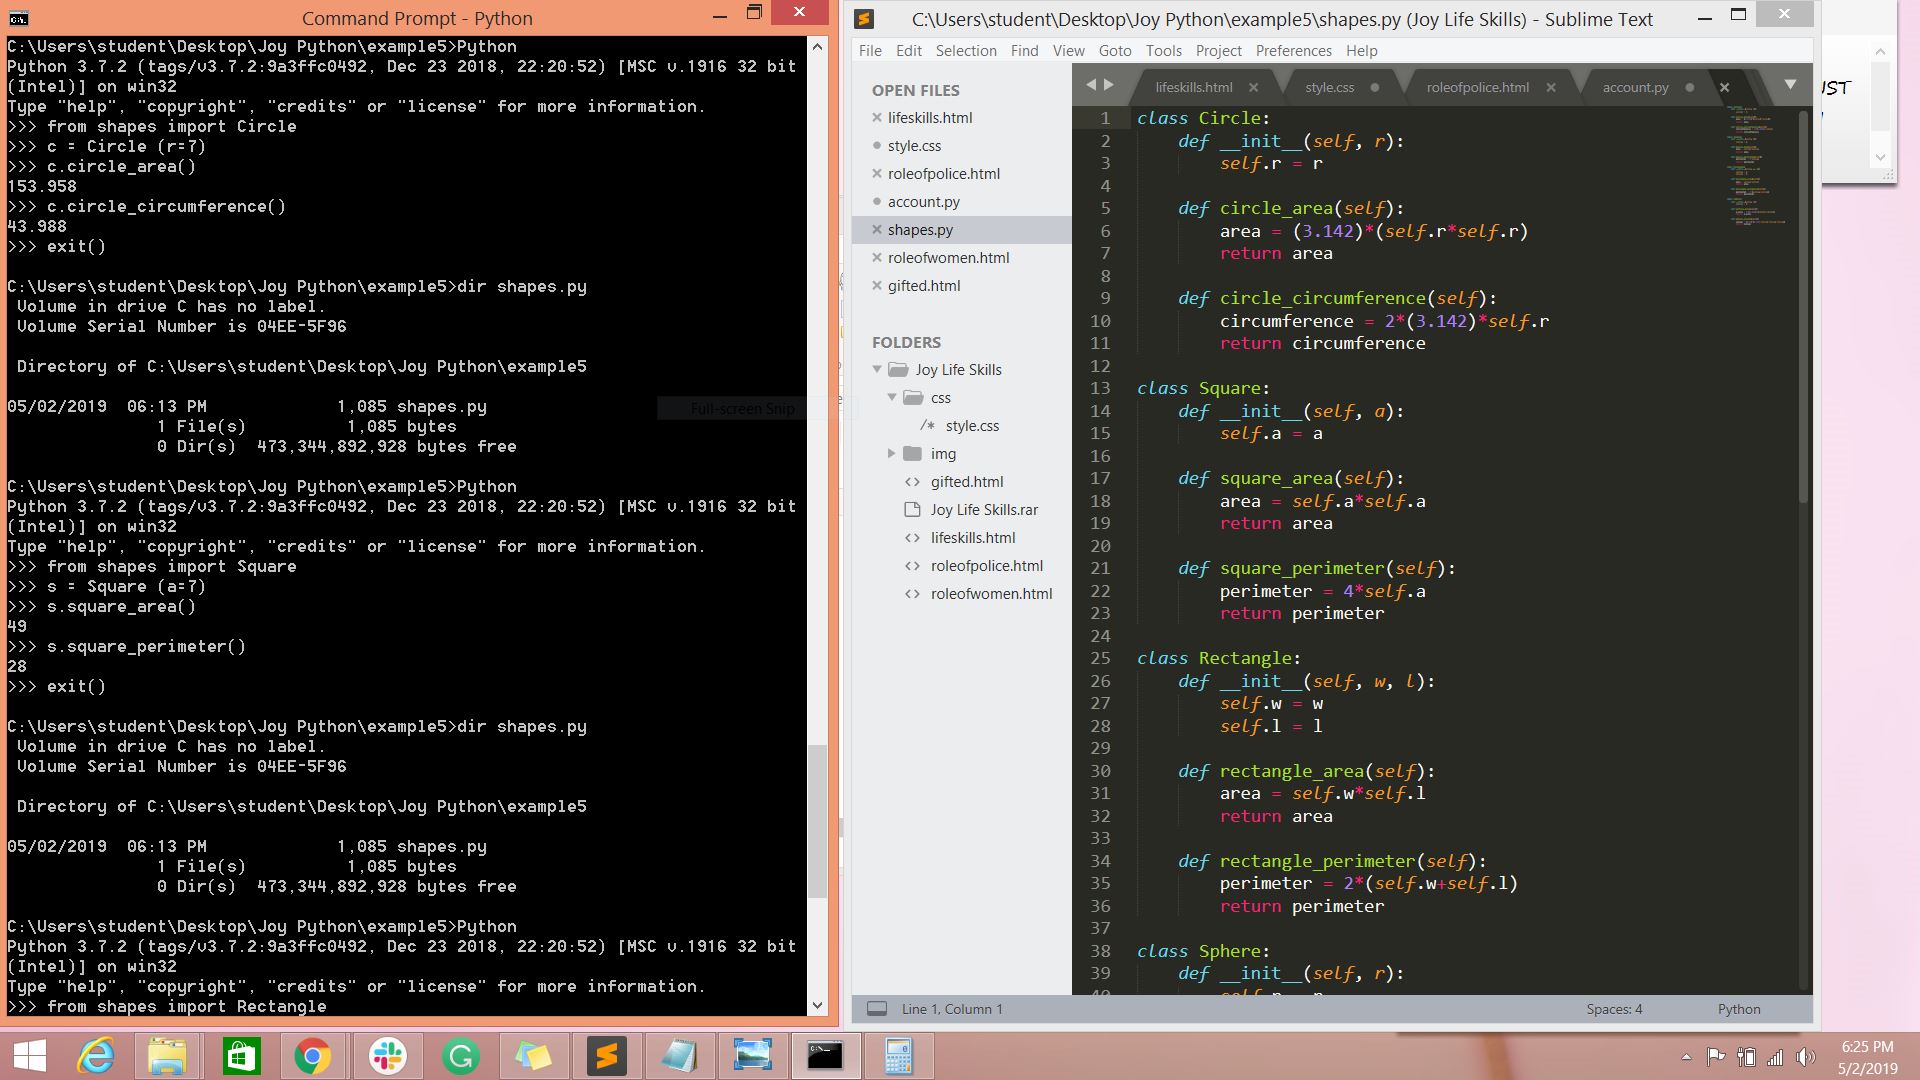 Command Prompt - Python
C:\Users\student\Desktop\Joy Python\example5>Python
Python 3.7.2 (tags/v3.7.2:9a3ffc0492, Dec 23 2018, 22:20:52) [MSC v.1916 32 bit
(Intel)] on win32
Type "help", "copyright", "credits" or "license" for more information.
>>> from shapes import Circle
>>> c = Circle (r=7)
>>> c.circle_area()
153.958
>>> c.circle_circumference()
43.988
>>> exit()
C:\Users\student\Desktop\Joy Python\example5>dir shapes.py
Volume in drive C has no label.
Volume Serial Number is 04EE-5F96
Directory of C:\Users\student\Desktop\Joy Python\example5
05/02/2019  06:13 PM             1,085 shapes.py
1 File(s)          1,085 bytes
0 Dir(s)  473,344,892,928 bytes free
Full-screen Snip
C:\Users\student\Desktop\Joy Python\example5>Python
Python 3.7.2 (tags/v3.7.2:9a3ffc0492, Dec 23 2018, 22:20:52) [MSC v.1916 32 bit
(Intel)] on win32
Type "help", "copyright", "credits" or "license" for more information.
>>> from shapes import Square
>>> s = Square (a=7)
>>> s.square_area()
49
>>> s.square_perimeter()
28
>>> exit()
C:\Users\student\Desktop\Joy Python\example5>dir shapes.py
Volume in drive C has no label.
Volume Serial Number is 04EE-5F96
Directory of C:\Users\student\Desktop\Joy Python\example5
05/02/2019  06:13 PM             1,085 shapes.py
1 File(s)          1,085 bytes
0 Dir(s)  473,344,892,928 bytes free
C:\Users\student\Desktop\Joy Python\example5>Python
Python 3.7.2 (tags/v3.7.2:9a3ffc0492, Dec 23 2018, 22:20:52) [MSC v.1916 32 bit
(Intel)] on win32
Type "help", "copyright", "credits" or "license" for more information.
>>> from shapes import Rectangle
C:\Users\student\Desktop\Joy Python\example5\shapes.py (Joy Life Skills) - Sublime Text
File Edit Selection Find View Goto Tools Project Preferences Help
OPEN FILES
lifeskills.html
style.css
roleofpolice.html
account.py
shapes.py
roleofwomen.html
gifted.html
FOLDERS
Joy Life Skills
css
/* style.css
img
<> gifted.html
Joy Life Skills.rar
<> lifeskills.html
<> roleofpolice.html
<> roleofwomen.html
lifeskills.html style.css roleofpolice.html account.py
1 class Circle:
2 def __init__(self, r):
3 self.r = r
4
5 def circle_area(self):
6 area = (3.142)*(self.r*self.r)
7 return area
8
9 def circle_circumference(self):
10 circumference = 2*(3.142)*self.r
11 return circumference
12
13 class Square:
14 def __init__(self, a):
15 self.a = a
16
17 def square_area(self):
18 area = self.a*self.a
19 return area
20
21 def square_perimeter(self):
22 perimeter = 4*self.a
23 return perimeter
24
25 class Rectangle:
26 def __init__(self, w, l):
27 self.w = w
28 self.l = l
29
30 def rectangle_area(self):
31 area = self.w*self.l
32 return area
33
34 def rectangle_perimeter(self):
35 perimeter = 2*(self.w+self.l)
36 return perimeter
37
38 class Sphere:
39 def __init__(self, r):
Line 1, Column 1
Spaces: 4
Python
6:25 PM
5/2/2019